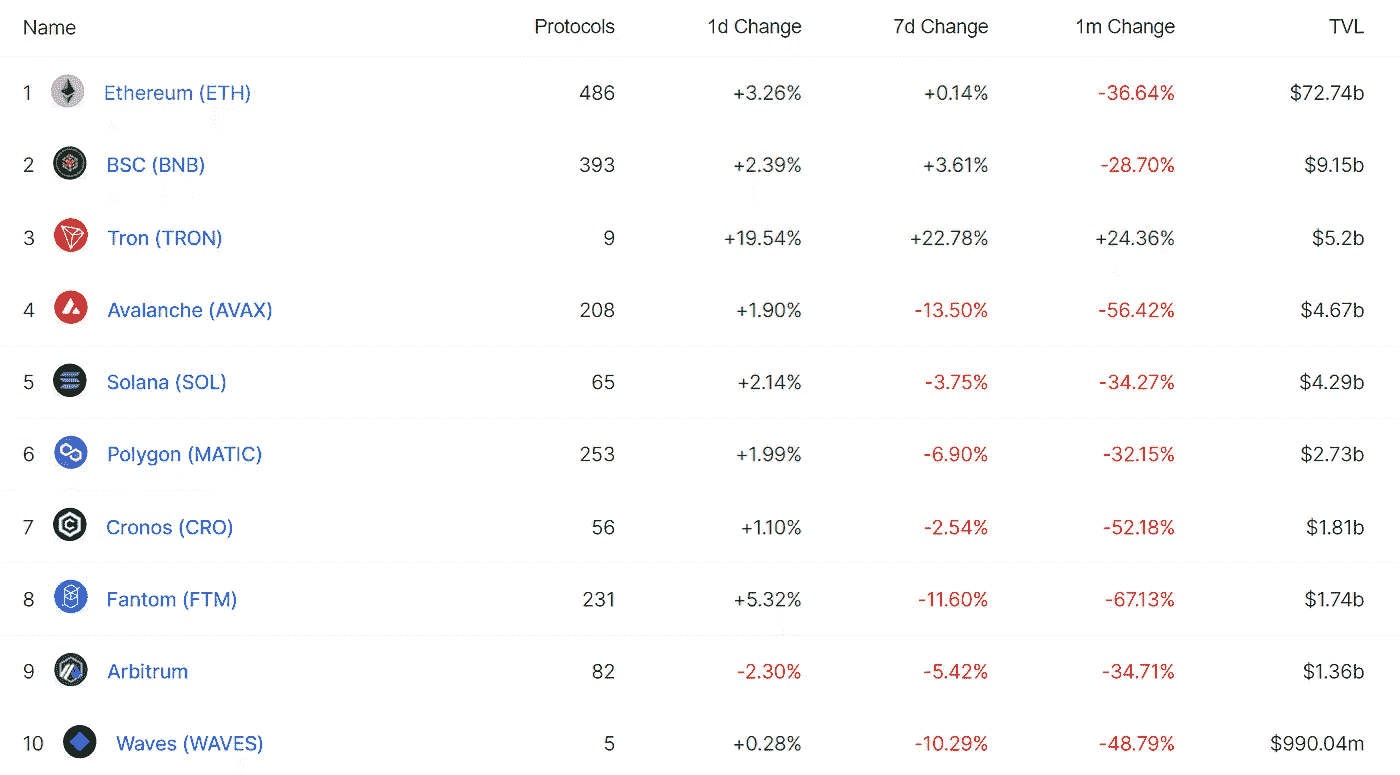 Name Protocols 1d Change 7d Change 1m Change TVL
1 Ethereum (ETH) 486 +3.26% +0.14% -36.64% $72.74b
2 BSC (BNB) 393 +2.39% +3.61% -28.70% $9.15b
3 Tron (TRON) 9 +19.54% +22.78% +24.36% $5.2b
4 Avalanche (AVAX) 208 +1.90% -13.50% -56.42% $4.67b
5 Solana (SOL) 65 +2.14% -3.75% -34.27% $4.29b
6 Polygon (MATIC) 253 +1.99% -6.90% -32.15% $2.73b
7 Cronos (CRO) 56 +1.10% -2.54% -52.18% $1.81b
8 Fantom (FTM) 231 +5.32% -11.60% -67.13% $1.74b
9 Arbitrum 82 -2.30% -5.42% -34.71% $1.36b
10 Waves (WAVES) 5 +0.28% -10.29% -48.79% $990.04m